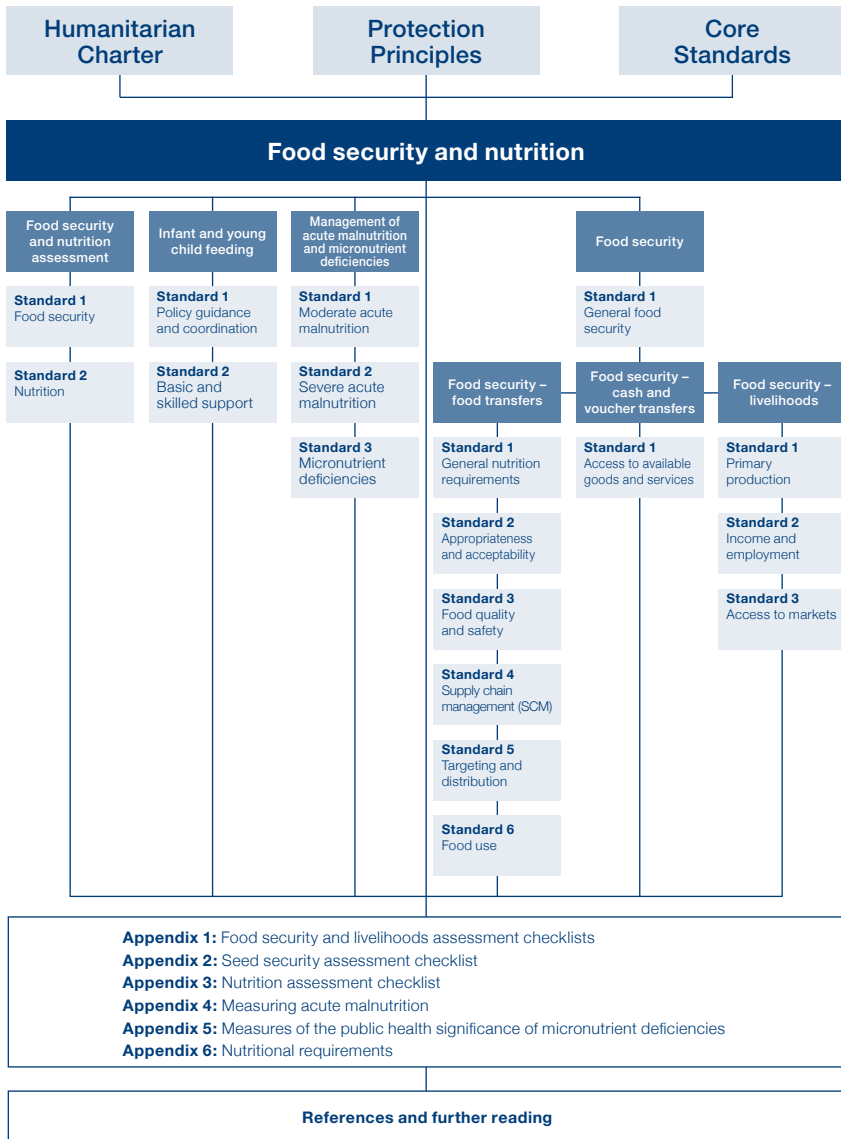 Humanitarian
Charter
Protection
Principles
Core
Standards
Food security and nutrition
Food security
and nutrition
assessment
Standard 1
Food security
Standard 2
Nutrition
Infant and young
child feeding
Standard 1
Policy guidance
and coordination
Standard 2
Basic and
skilled support
Management of
acute malnutrition
and micronutrient
deficiencies
Standard 1
Moderate acute
malnutrition
Standard 2
Severe acute
malnutrition
Standard 3
Micronutrient
deficiencies
Food security
Standard 1
General food
security
Food security –
food transfers
Standard 1
General nutrition
requirements
Standard 2
Appropriateness
and acceptability
Standard 3
Food quality
and safety
Standard 4
Supply chain
management (SCM)
Standard 5
Targeting and
distribution
Standard 6
Food use
Food security –
cash and
voucher transfers
Standard 1
Access to available
goods and services
Food security –
livelihoods
Standard 1
Primary
production
Standard 2
Income and
employment
Standard 3
Access to markets
Appendix 1: Food security and livelihoods assessment checklists
Appendix 2: Seed security assessment checklist
Appendix 3: Nutrition assessment checklist
Appendix 4: Measuring acute malnutrition
Appendix 5: Measures of the public health significance of micronutrient deficiencies
Appendix 6: Nutritional requirements
References and further reading